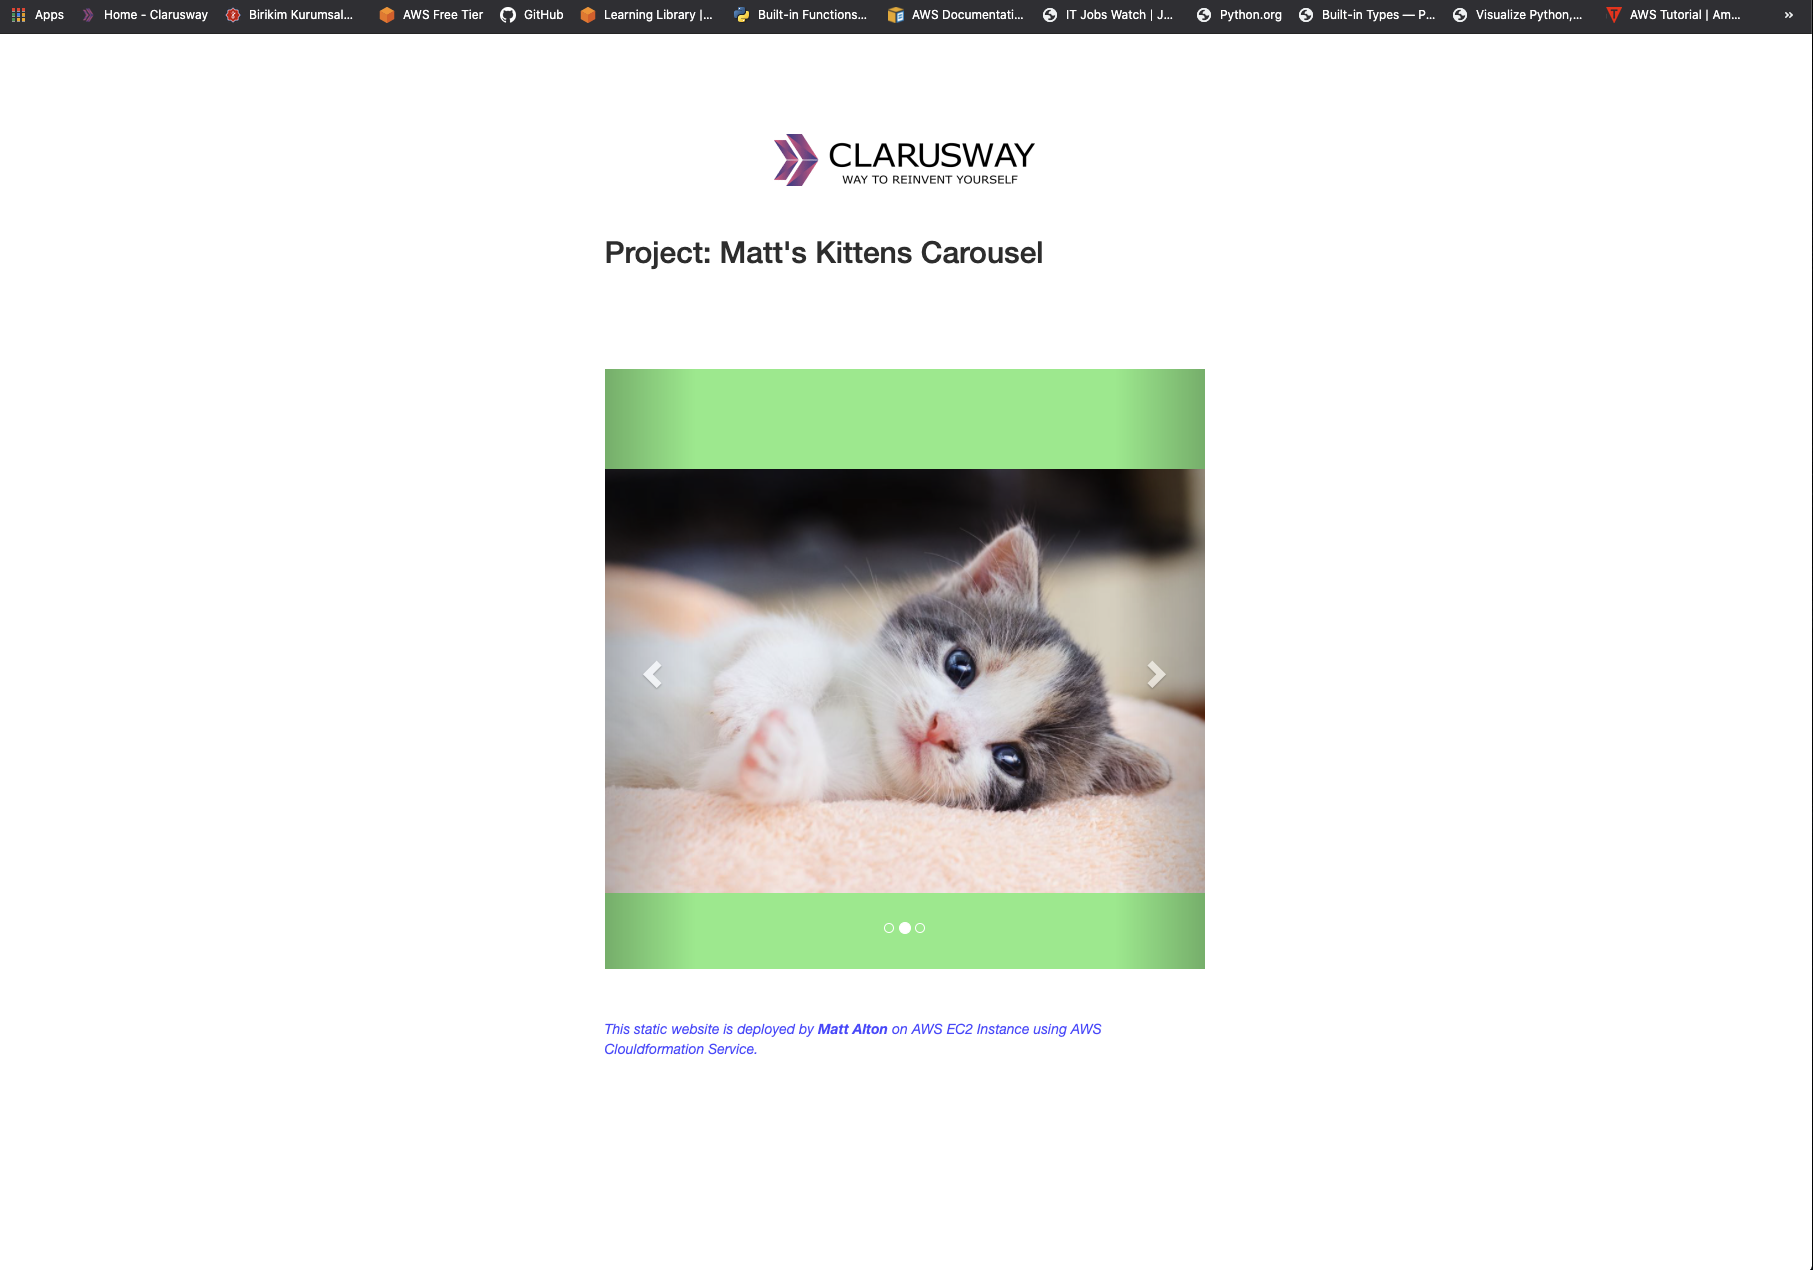 Apps
Home - Clarusway
Birikim Kurumsal...
AWS Free Tier
GitHub
Learning Library |...
Built-in Functions...
AWS Documentati...
IT Jobs Watch | J...
Python.org
Built-in Types — P...
Visualize Python,...
AWS Tutorial | Am...
»
CLARUSWAY
WAY TO REINVENT YOURSELF
Project: Matt's Kittens Carousel
This static website is deployed by Matt Alton on AWS EC2 Instance using AWS
Clouldformation Service.